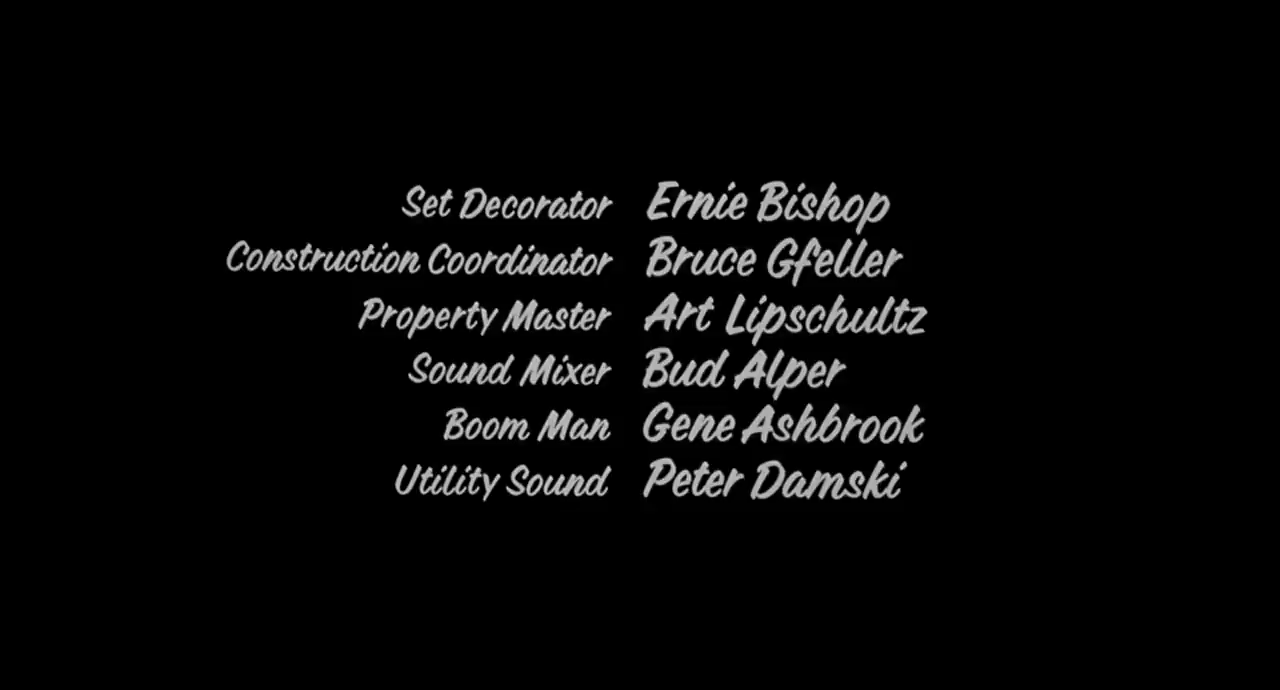 Set Decorator Ernie Bishop
Construction Coordinator Bruce Gfeller
Property Master Art Lipschultz
Sound Mixer Bud Alper
Boom Man Gene Ashbrook
Utility Sound Peter Damski